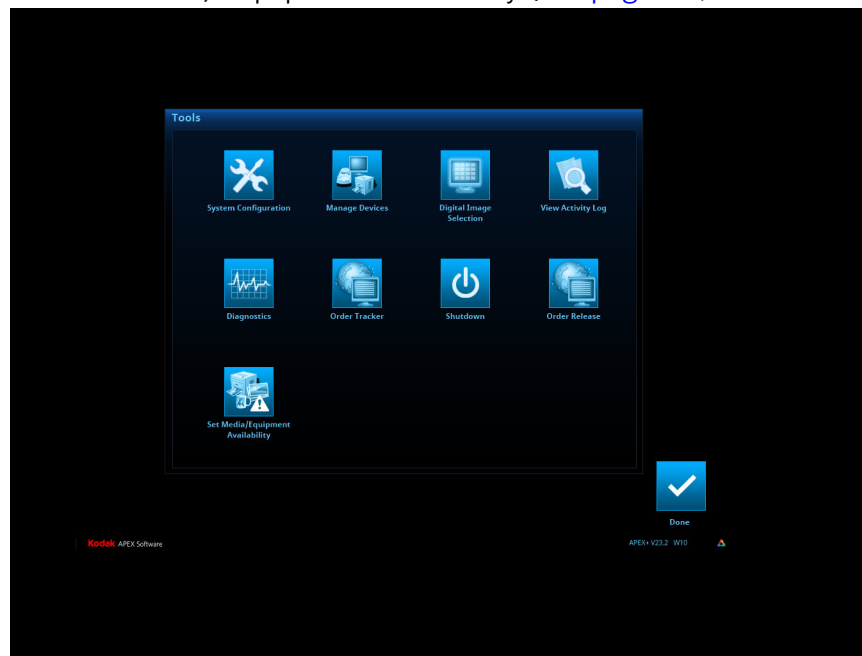 Tools
System Configuration
Manage Devices
Digital Image
Selection
View Activity Log
Diagnostics
Order Tracker
Shutdown
Order Release
Set Media/Equipment
Availability
Done
Kodak APEX Software
APEX+ V23.2 W10